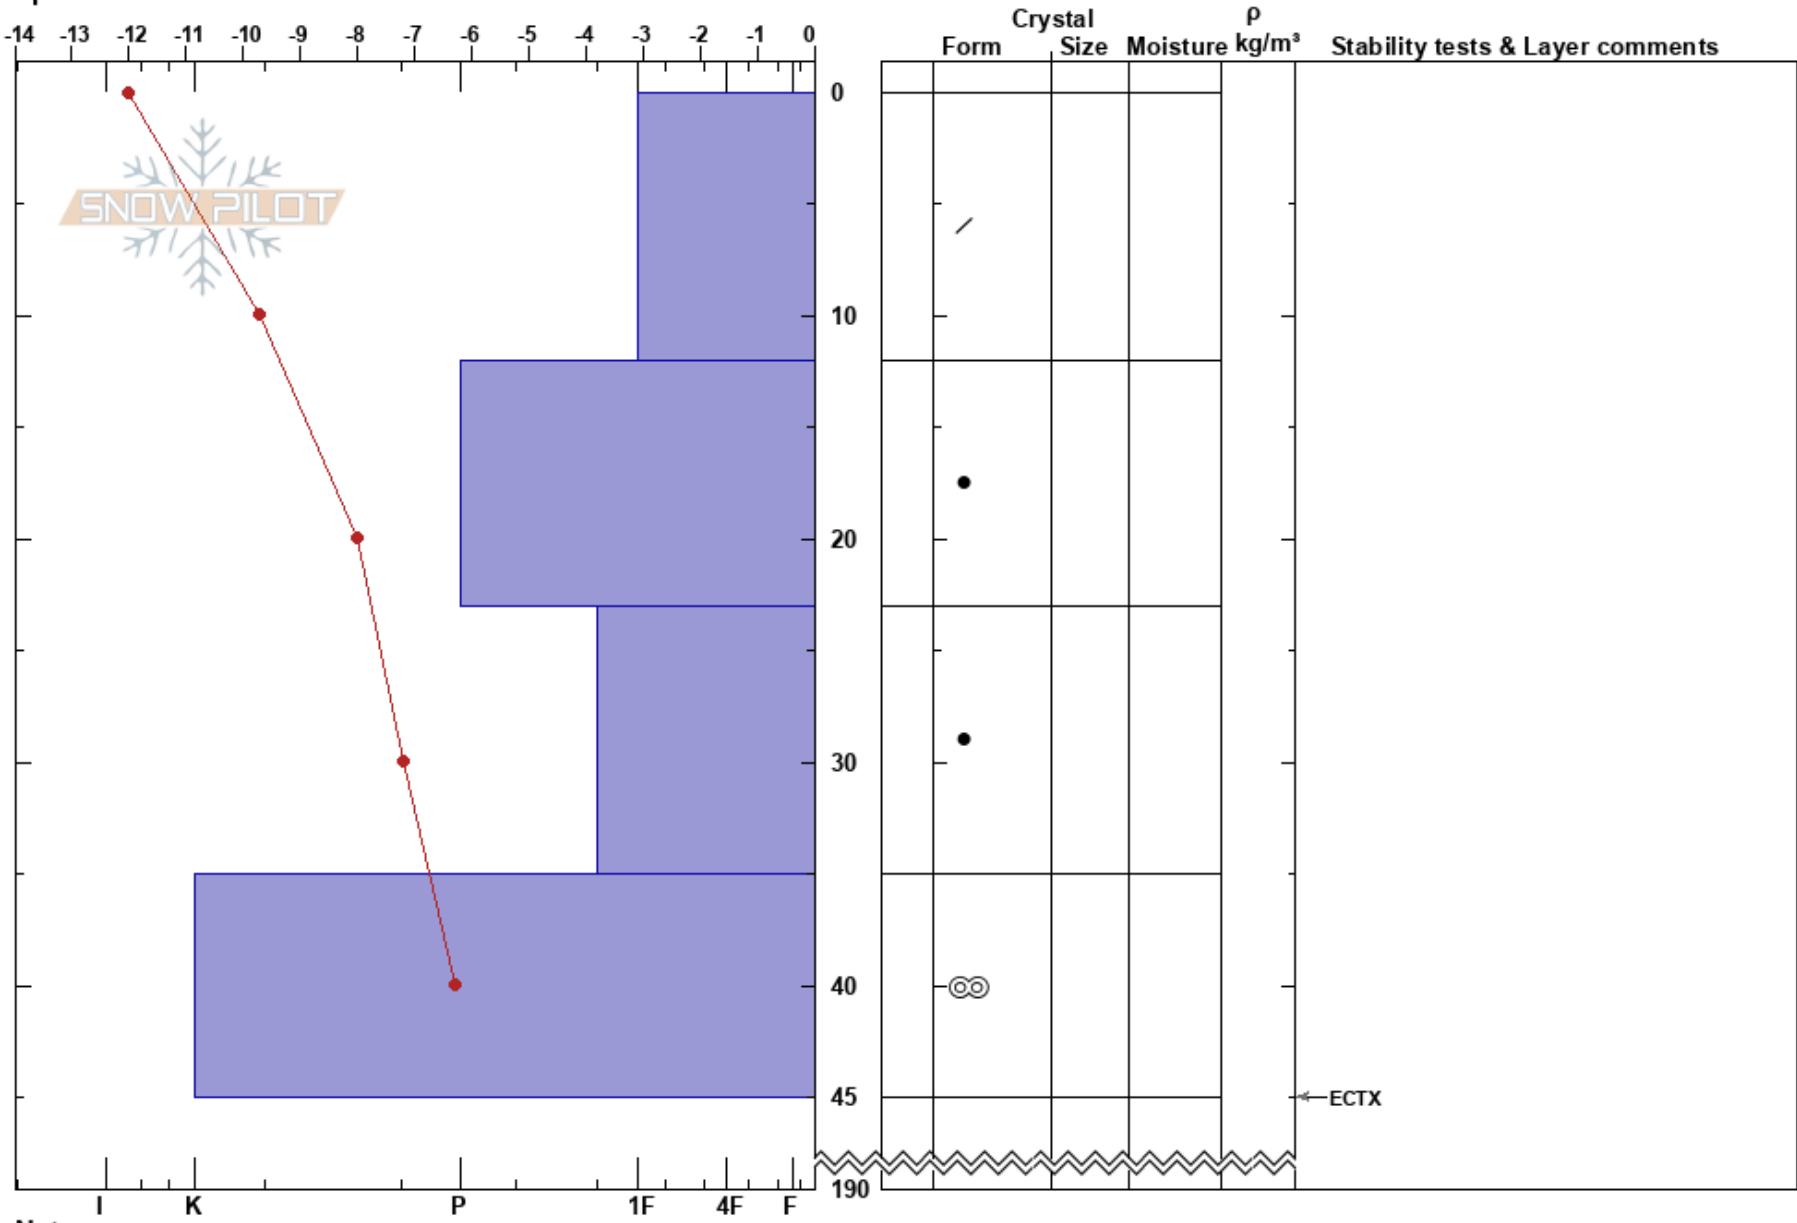 Crystal
ρ
-14 -13 -12 -11 -10 -9 -8 -7 -6 -5 -4 -3 -2 -1 0
Form Size Moisture kg/m³ Stability tests & Layer comments
0
SNOW PILOT
10
20
30
40
45 ECTX
190
I K P 1F 4F F